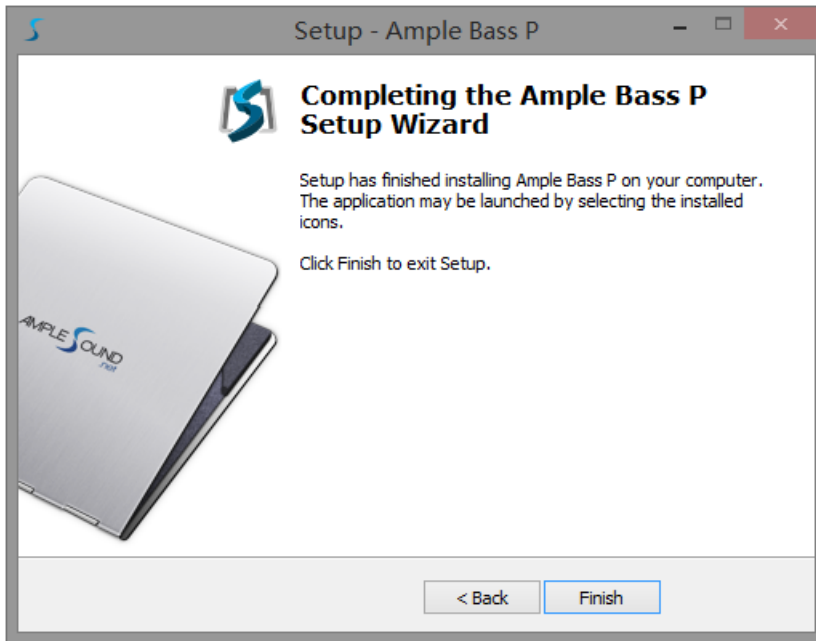 Setup - Ample Bass P
Completing the Ample Bass P
Setup Wizard
Setup has finished installing Ample Bass P on your computer.
The application may be launched by selecting the installed
icons.
Click Finish to exit Setup.
AMPLE SOUND
.net
< Back
Finish